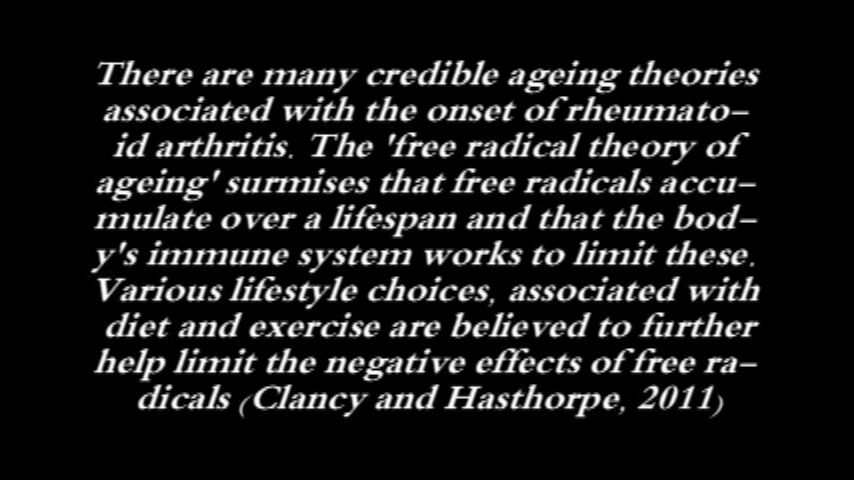 There are many credible ageing theories
associated with the onset of rheumato-
id arthritis. The 'free radical theory of
ageing' surmises that free radicals accu-
mulate over a lifespan and that the bod-
y's immune system works to limit these.
Various lifestyle choices, associated with
diet and exercise are believed to further
help limit the negative effects of free ra-
dicals (Clancy and Hasthorpe, 2011)